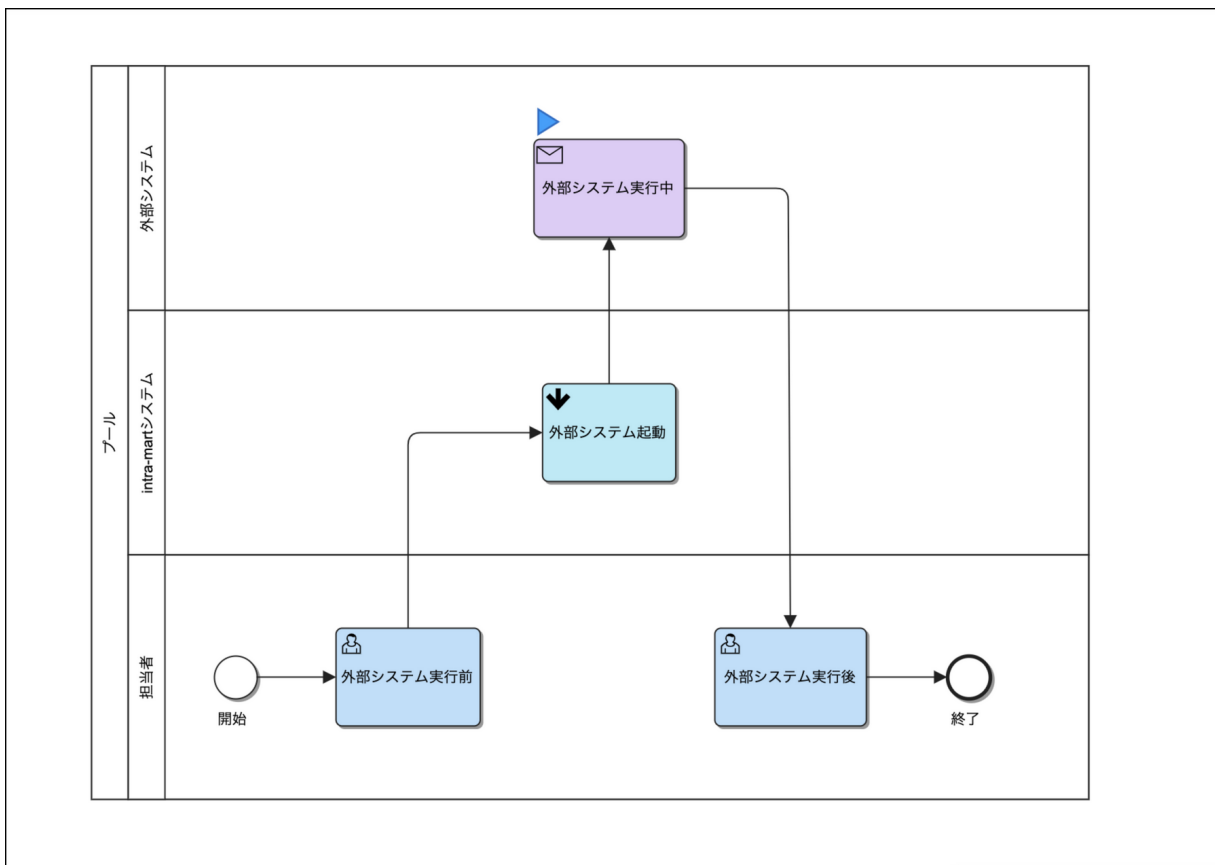 プール
外部システム
外部システム実行中
intra-martシステム
外部システム起動
担当者
開始
外部システム実行前
外部システム実行後
終了